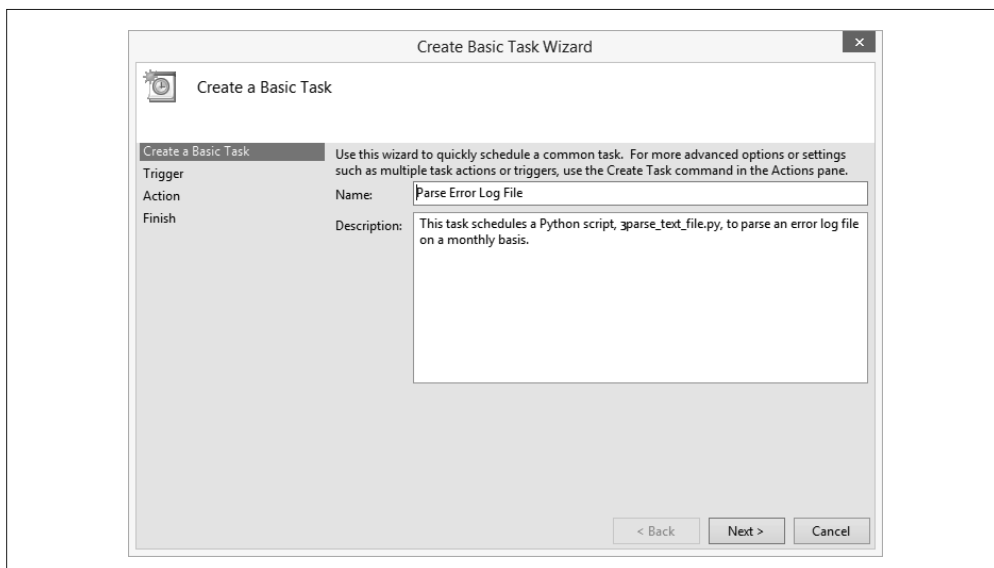 Create Basic Task Wizard
Create a Basic Task
Create a Basic Task
Trigger
Action
Finish
Use this wizard to quickly schedule a common task. For more advanced options or settings
such as multiple task actions or triggers, use the Create Task command in the Actions pane.
Name:
Parse Error Log File
Description:
This task schedules a Python script, 3parse_text_file.py, to parse an error log file
on a monthly basis.
< Back
Next >
Cancel